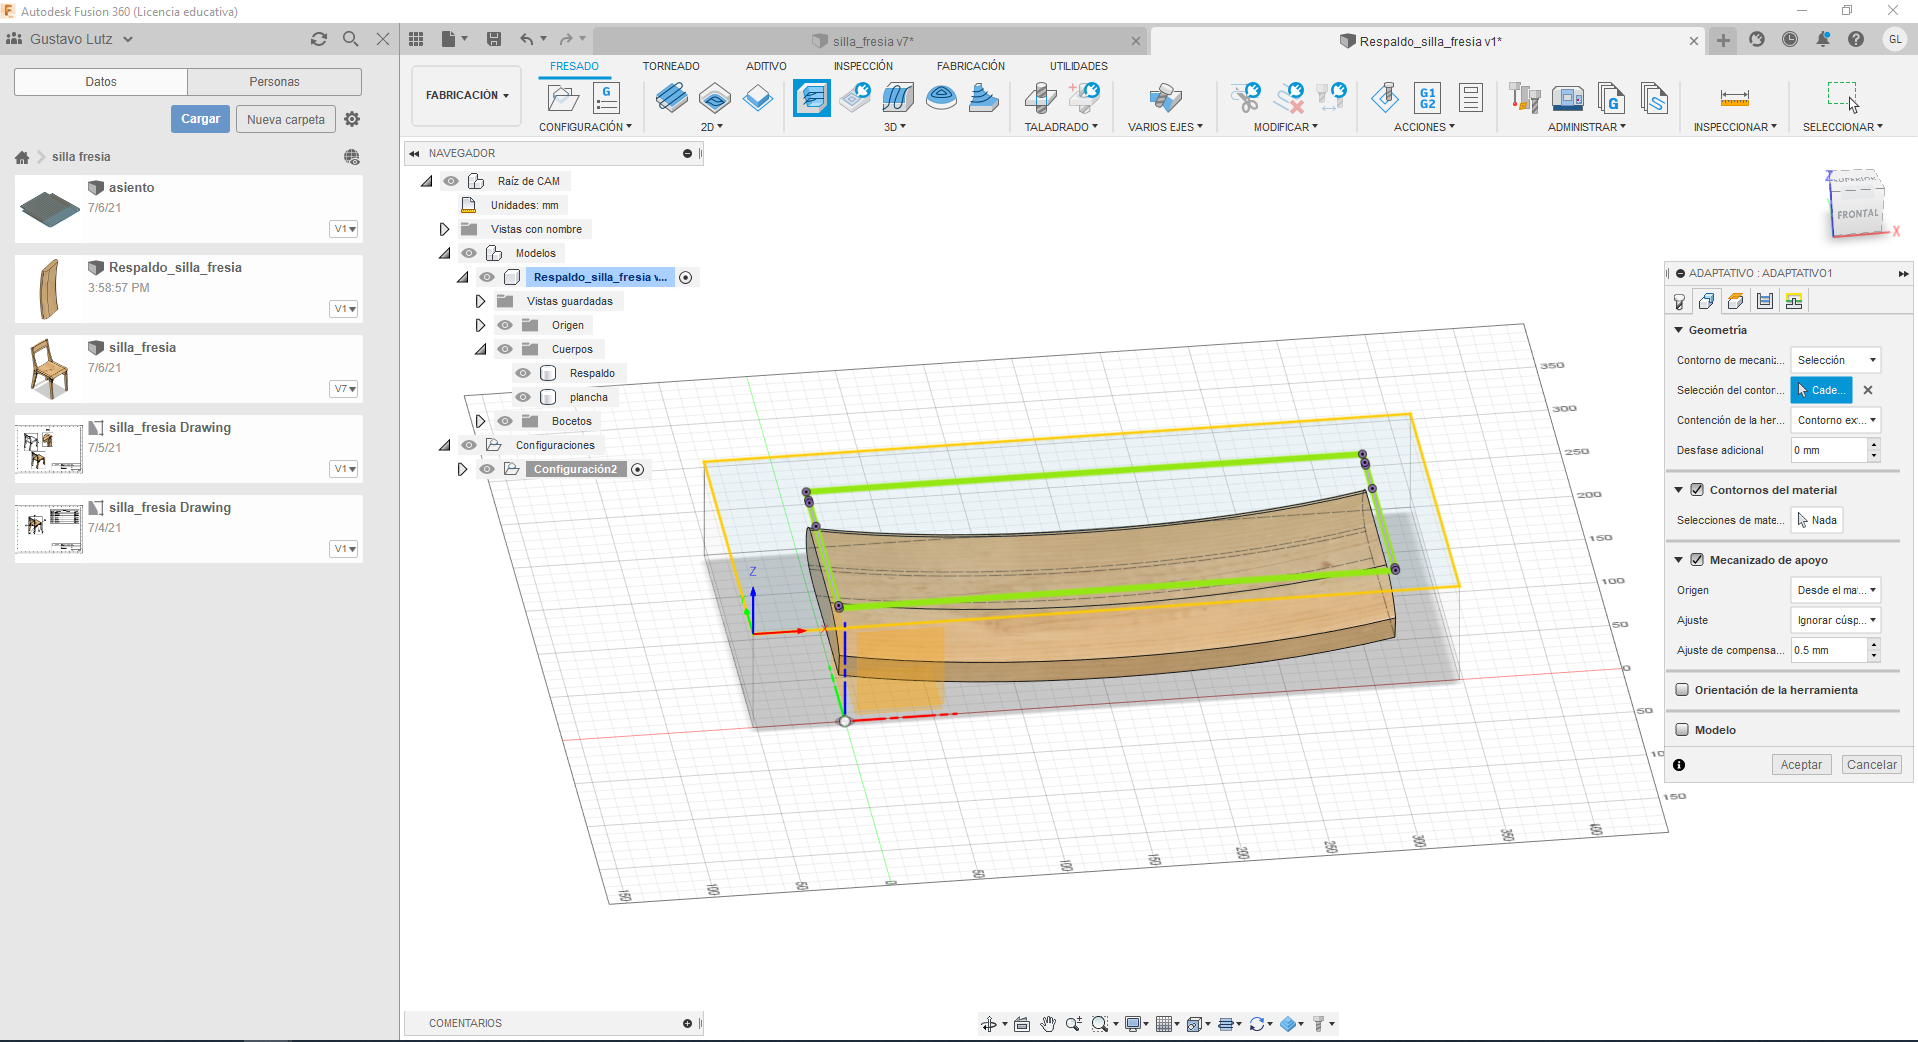 Autodesk Fusion 360 (Licencia educativa)
Gustavo Lutz
silla_fresia v7*
Respaldo_silla_fresia v1*
GL
Datos
Personas
Cargar
Nueva carpeta
silla fresia
asiento
7/6/21
V1
Respaldo_silla_fresia
3:58:57 PM
V1
silla_fresia
7/6/21
V7
silla_fresia Drawing
7/5/21
V1
silla_fresia Drawing
7/4/21
V1
FABRICACIÓN
FRESADO
TORNEADO
ADITIVO
INSPECCIÓN
FABRICACIÓN
UTILIDADES
G
G1
G2
G
CONFIGURACIÓN
2D
3D
TALADRADO
VARIOS EJES
MODIFICAR
ACCIONES
ADMINISTRAR
INSPECCIONAR
SELECCIONAR
NAVEGADOR
Raíz de CAM
Unidades: mm
Vistas con nombre
Modelos
Respaldo_silla_fresia v...
Vistas guardadas
Origen
Cuerpos
Respaldo
plancha
Bocetos
Configuraciones
Configuración2
Z
SUPERIOR
FRONTAL
X
Z
350
300
250
200
150
100
50
0
50
150
150
100
50
0
50
100
150
200
250
300
350
400
ADAPTATIVO : ADAPTATIVO1
Geometría
Contorno de mecani... Selección
Selección del contor... Cade...
Contención de la her... Contorno ex...
Desfase adicional 0 mm
Contornos del material
Selecciones de mate... Nada
Mecanizado de apoyo
Origen Desde el ma...
Ajuste Ignorar cúsp...
Ajuste de compensa... 0.5 mm
Orientación de la herramienta
Modelo
Aceptar
Cancelar
COMENTARIOS